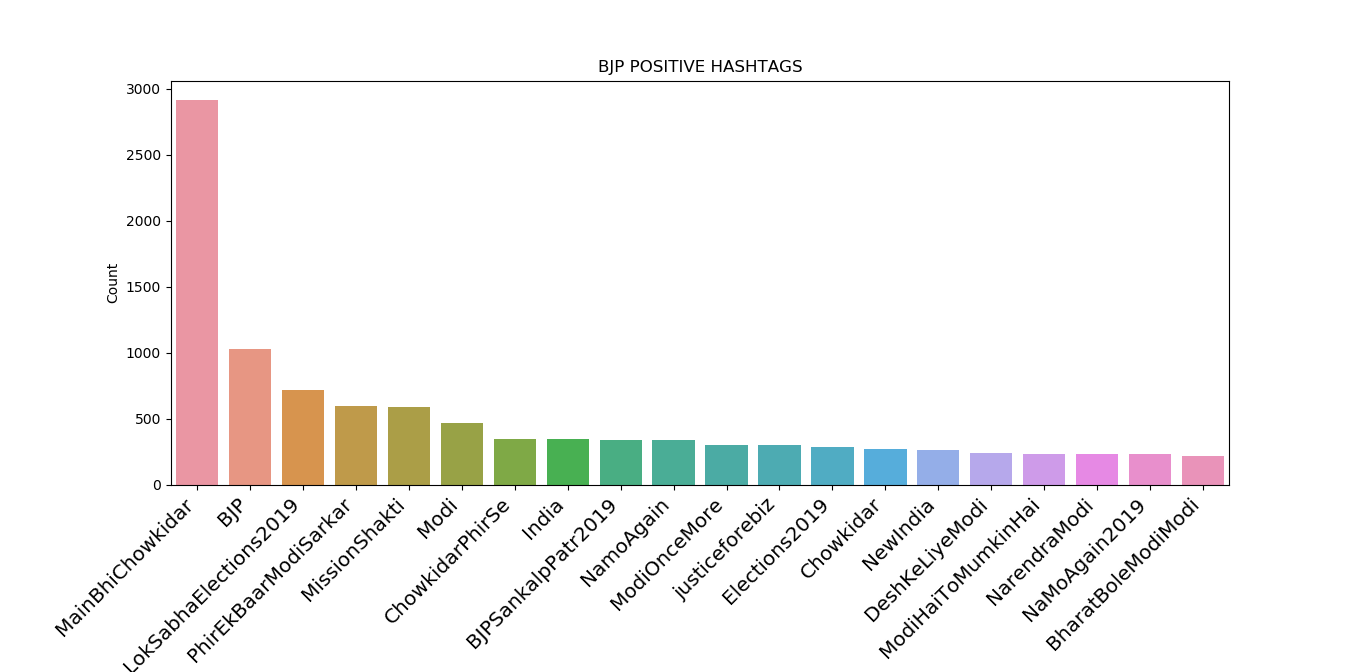 BJP POSITIVE HASHTAGS
3000
2500
2000
1500
1000
500
0
Count
MainBhiChowkidar
BJP
LokSabhaElections2019
PhirEkBaarModiSarkar
MissionShakti
Modi
ChowkidarPhirSe
India
BJPSankalpPatr2019
NamoAgain
ModiOnceMore
justiceforebiz
Elections2019
Chowkidar
NewIndia
DeshKeLiyeModi
ModiHaiToMumkinHai
NarendraModi
NaMoAgain2019
BharatBoleModiModi